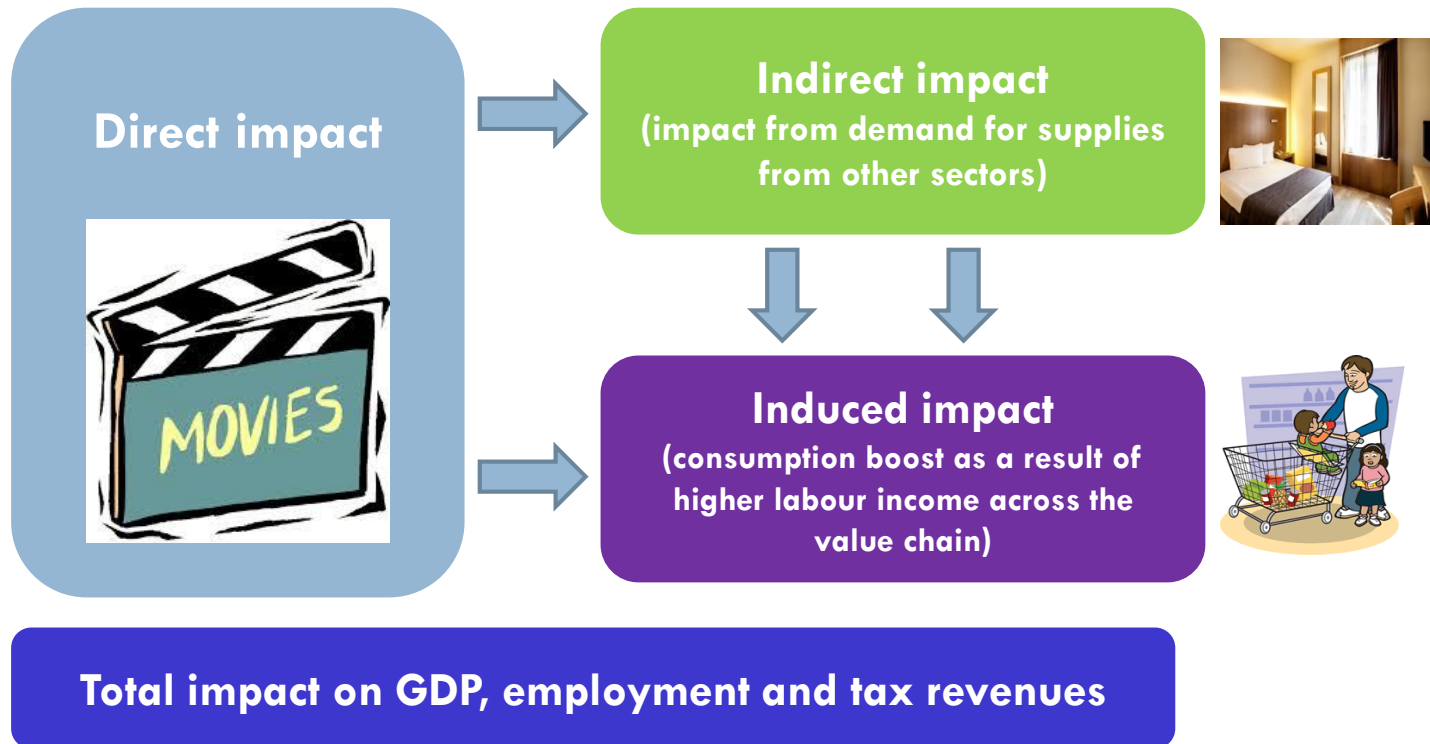 Direct impact
MOVIES
Indirect impact
(impact from demand for supplies
from other sectors)
Induced impact
(consumption boost as a result of
higher labour income across the
value chain)
Total impact on GDP, employment and tax revenues